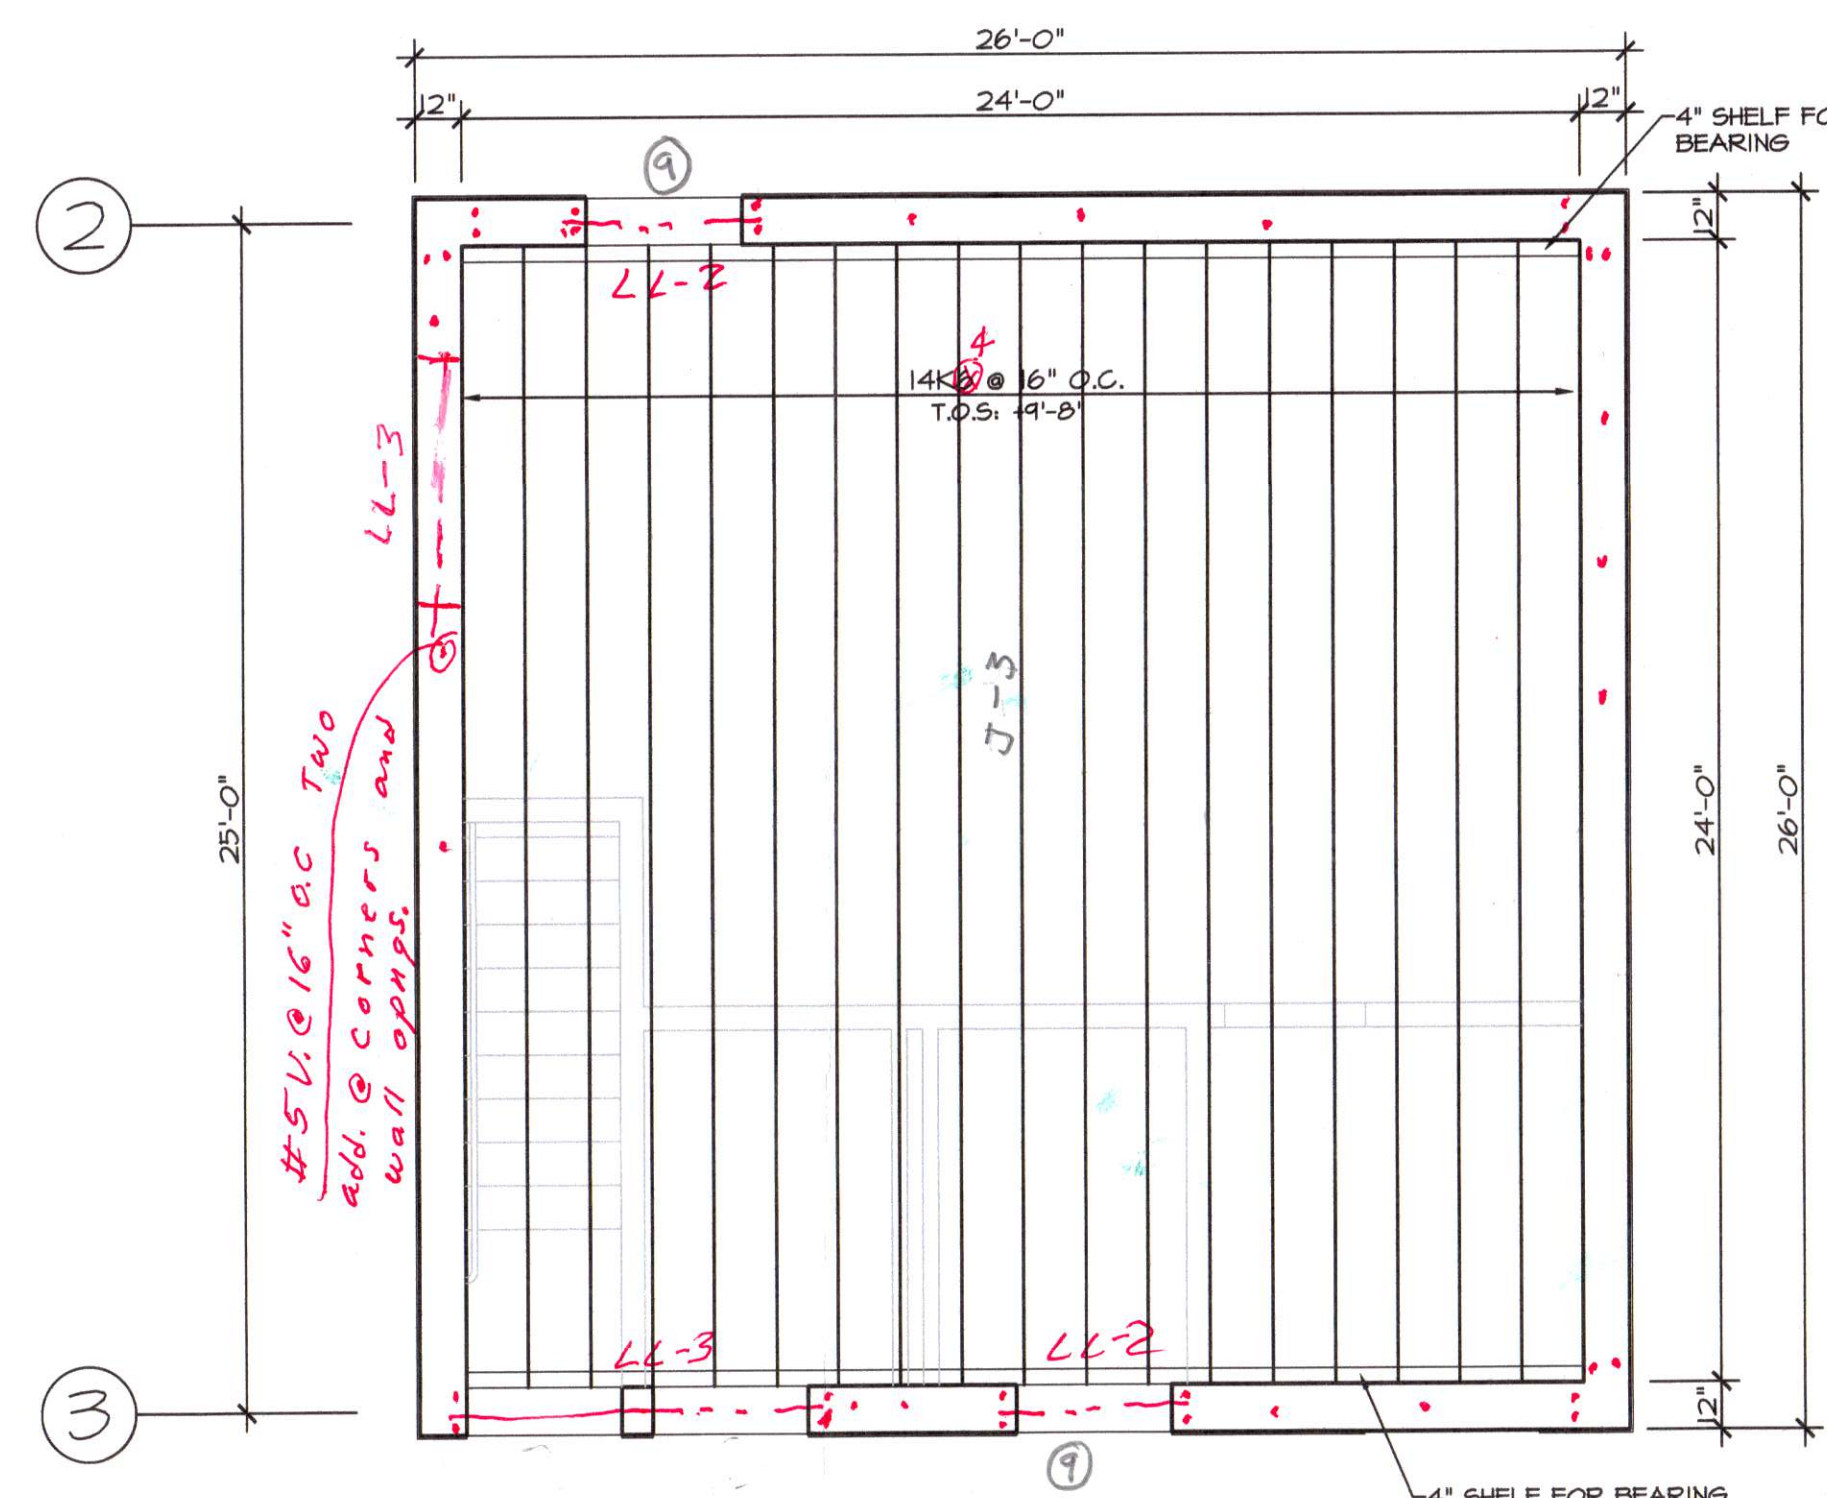 26'-0"
12"
24'-0"
12"
4" SHELF FO
BEARING
9
2
12"
LL-2
4
14K @ 16" O.C.
T.O.S: +9'-8"
LL-3
J-3
25'-0"
24'-0"
26'-0"
#5 V. @ 16" O.C TWO
add. @ corners and
wall opngs.
LL-3
LL-2
3
12"
9
4" SHELF FOR BEARING